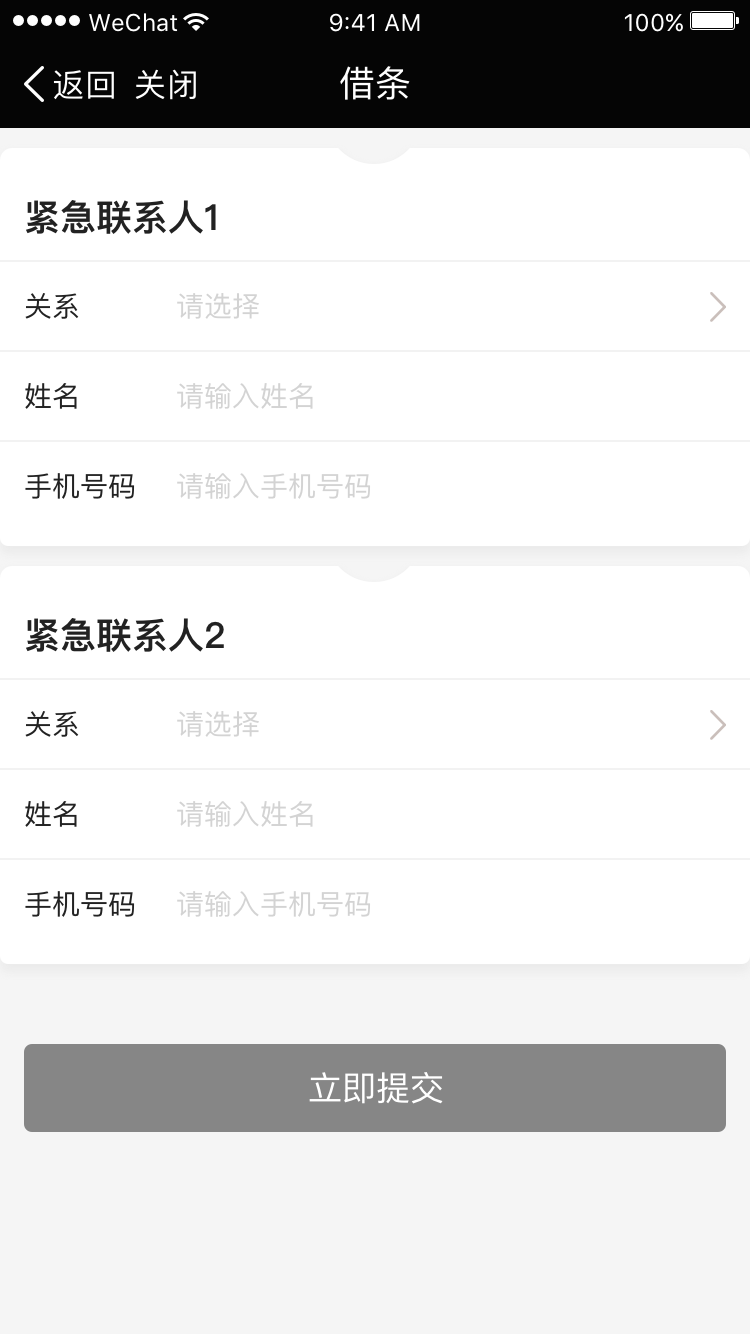 WeChat 9:41 AM 100%
返回 关闭 借条
紧急联系人1
关系 请选择
姓名 请输入姓名
手机号码 请输入手机号码
紧急联系人2
关系 请选择
姓名 请输入姓名
手机号码 请输入手机号码
立即提交